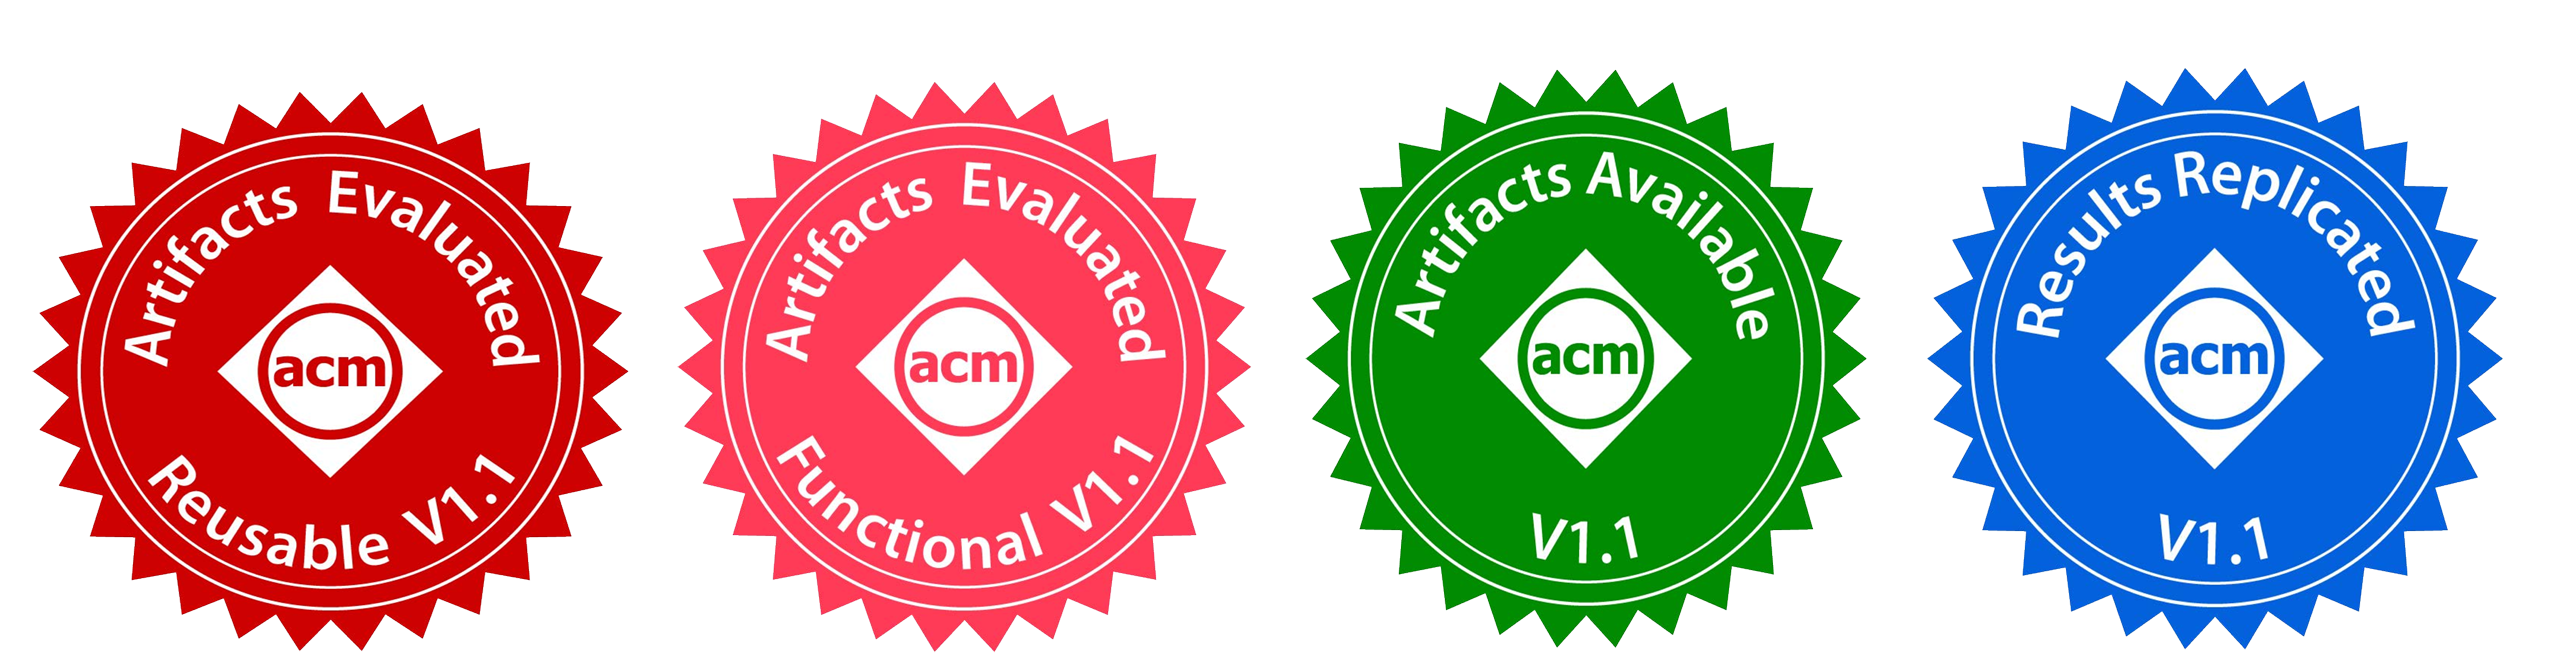 Artifacts Evaluated
acm
Reusable V1.1
Artifacts Evaluated
acm
Functional V1.1
Artifacts Available
acm
V1.1
Results Replicated
acm
V1.1